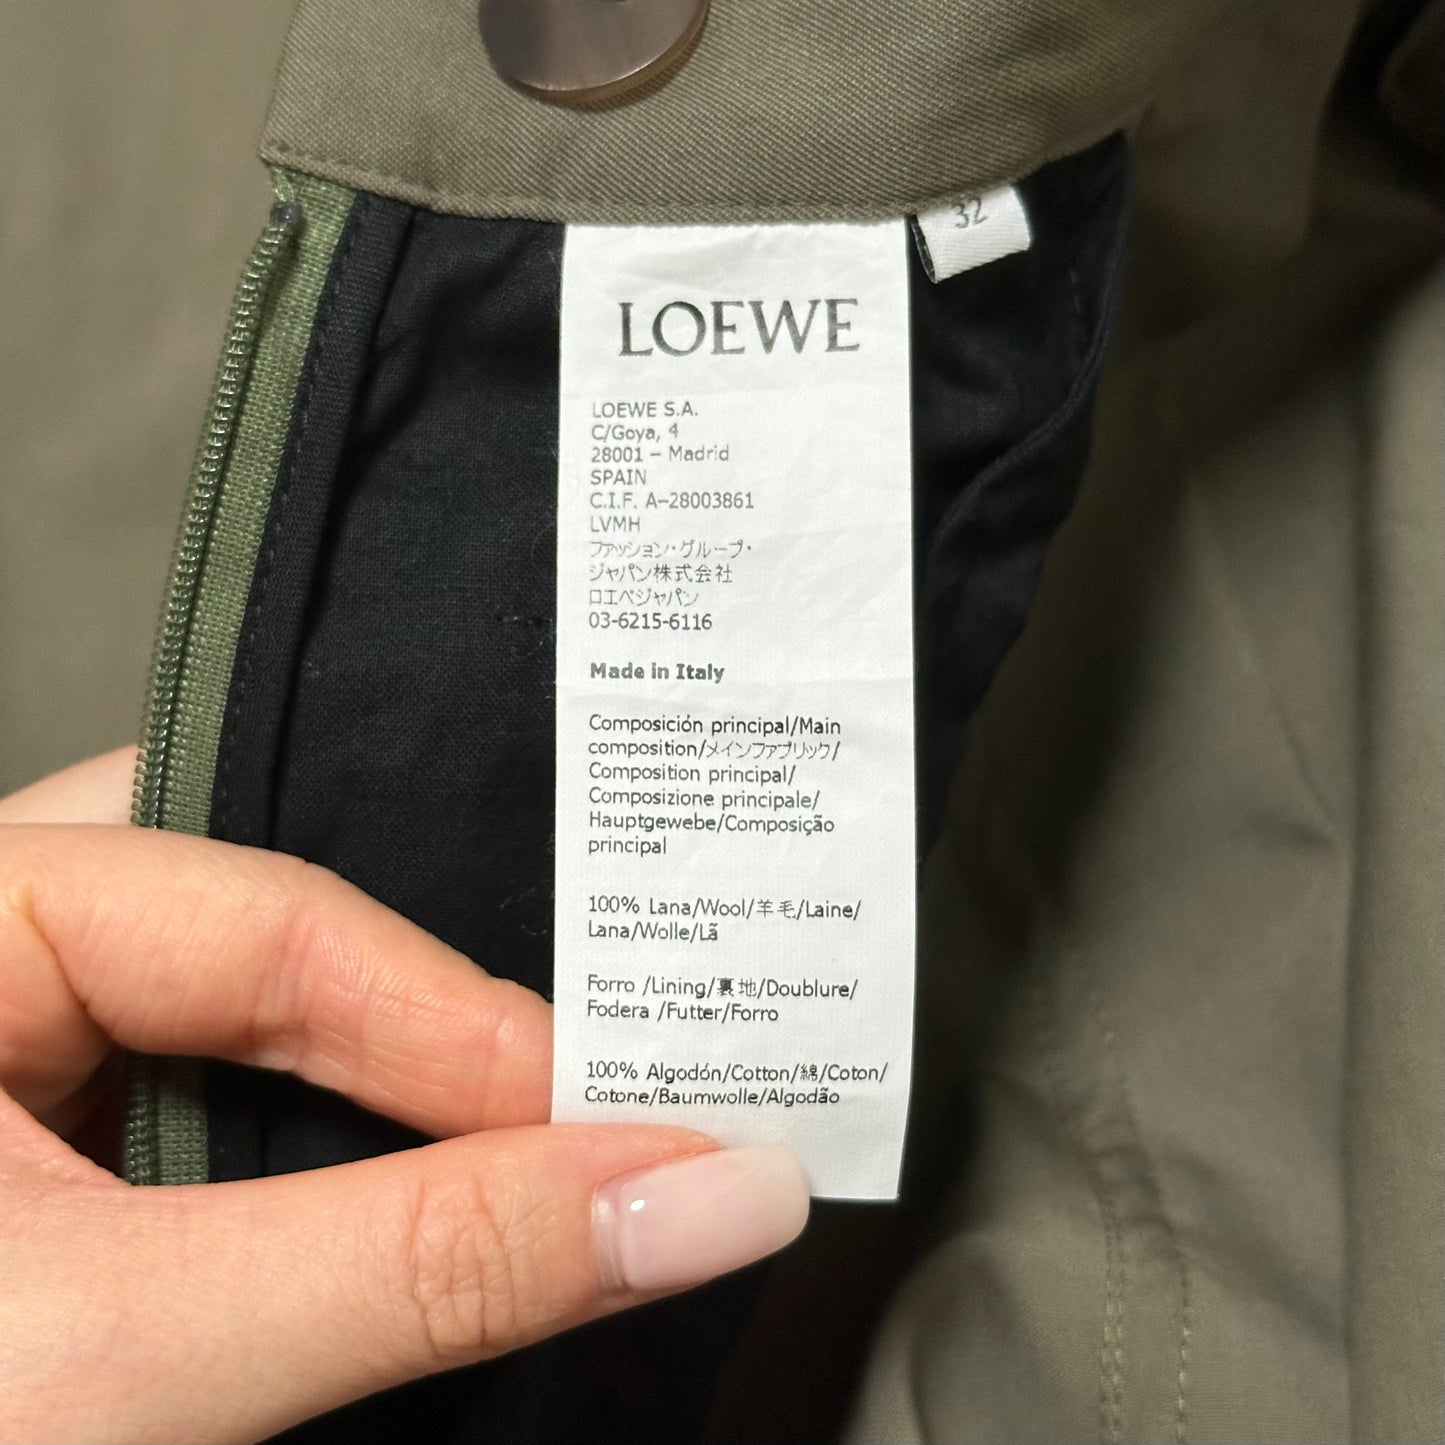 32
LOEWE
LOEWE S.A.
C/Goya, 4
28001 – Madrid
SPAIN
C.I.F. A–28003861
LVMH
ファッション・グループ・
ジャパン株式会社
ロエベジャパン
03-6215-6116
Made in Italy
Composición principal/Main
composition/メインファブリック/
Composition principal/
Composizione principale/
Hauptgewebe/Composição
principal
100% Lana/Wool/羊毛/Laine/
Lana/Wolle/Lã
Forro /Lining/裏地/Doublure/
Fodera /Futter/Forro
100% Algodón/Cotton/綿/Coton/
Cotone/Baumwolle/Algodão